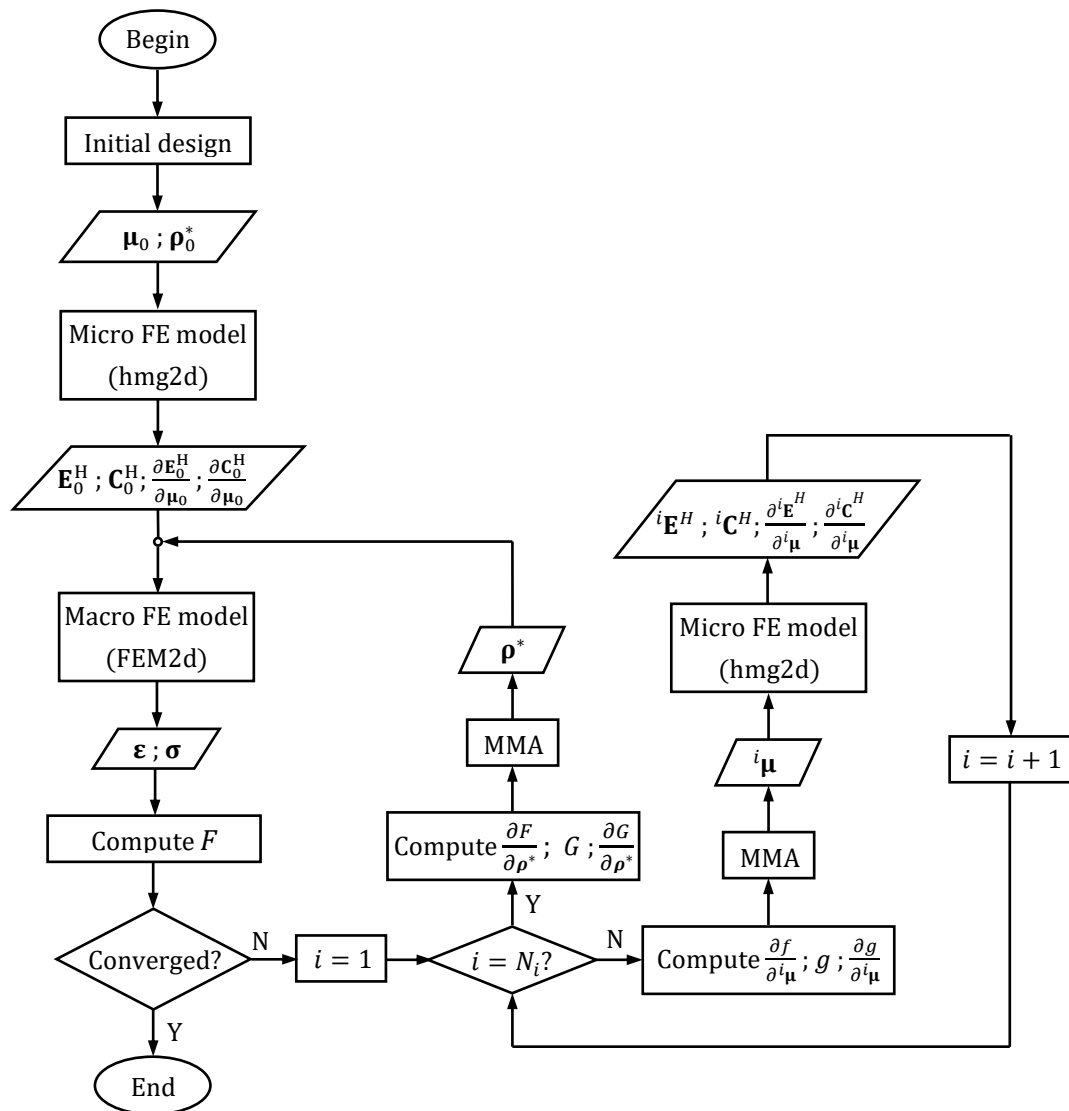 Begin
Initial design
𝛍₀ ; 𝛒₀*
Micro FE model
(hmg2d)
𝐄₀ᴴ ; 𝐂₀ᴴ; ∂𝐄₀ᴴ/∂𝛍₀ ; ∂𝐂₀ᴴ/∂𝛍₀
Macro FE model
(FEM2d)
𝛆 ; 𝛔
Compute F
Converged?
N
Y
End
i = 1
i = Nᵢ?
Y
N
Compute ∂F/∂𝛒* ; G ; ∂G/∂𝛒*
MMA
𝛒*
Compute ∂f/∂ⁱ𝛍 ; g ; ∂g/∂ⁱ𝛍
MMA
ⁱ𝛍
Micro FE model
(hmg2d)
ⁱ𝐄ᴴ ; ⁱ𝐂ᴴ; ∂ⁱ𝐄ᴴ/∂ⁱ𝛍 ; ∂ⁱ𝐂ᴴ/∂ⁱ𝛍
i = i + 1